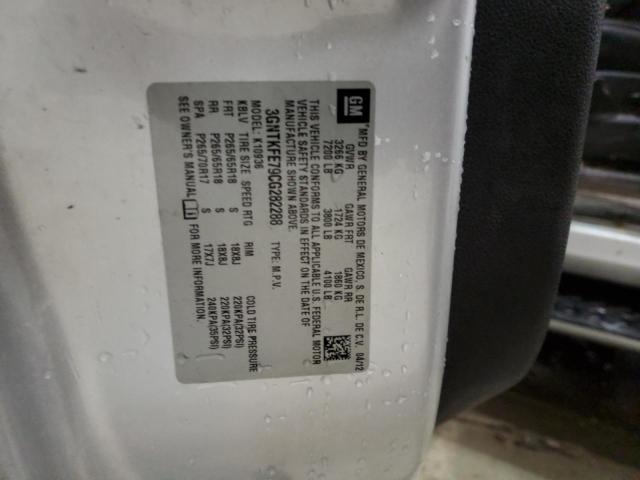 GM
MFD BY GENERAL MOTORS DE MEXICO, S. DE R.L. DE C.V. 04/12
GVWR GAWR FRT GAWR RR
3266 KG 1724 KG 1860 KG
7200 LB 3800 LB 4100 LB
THIS VEHICLE CONFORMS TO ALL APPLICABLE U.S. FEDERAL MOTOR
VEHICLE SAFETY STANDARDS IN EFFECT ON THE DATE OF
MANUFACTURE SHOWN ABOVE.
3GNTKFE79CG282288 TYPE: M.P.V.
MODEL: K10936
KBLV TIRE SIZE SPEED RTG RIM COLD TIRE PRESSURE
FRT P265/65R18 S 18X8J 220KPA(32PSI)
RR P265/65R18 S 18X8J 220KPA(32PSI)
SPA P265/70R17 S 17X7J 240KPA(35PSI)
SEE OWNER'S MANUAL FOR MORE INFORMATION.